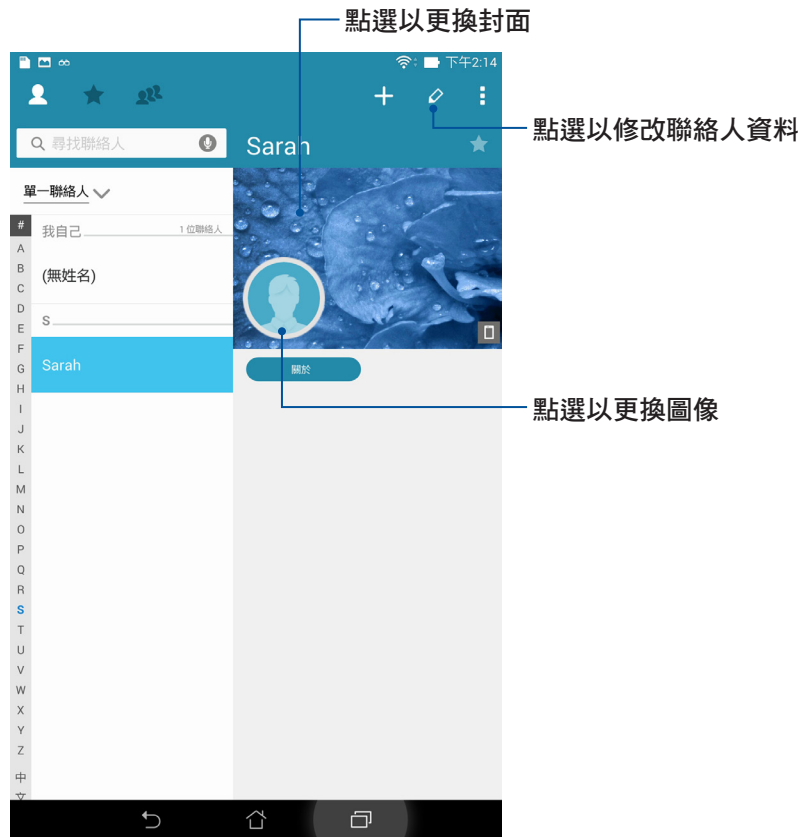 點選以更換封面
下午2:14
點選以修改聯絡人資料
尋找聯絡人
Sarah
單一聯絡人
#
我自己
1 位聯絡人
A
B
(無姓名)
C
D
S
E
F
G
Sarah
關於
H
I
點選以更換圖像
J
K
L
M
N
O
P
Q
R
S
T
U
V
W
X
Y
Z
中
文